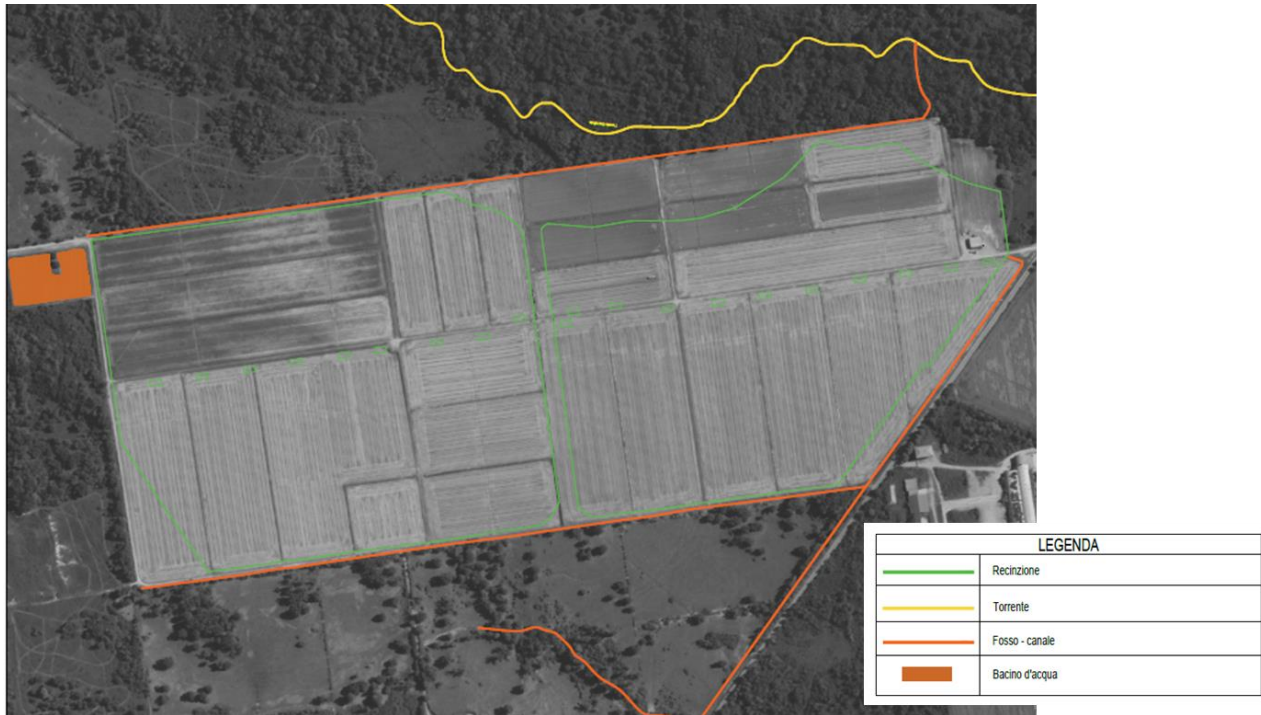 LEGENDA
Recinzione
Torrente
Fosso - canale
Bacino d'acqua